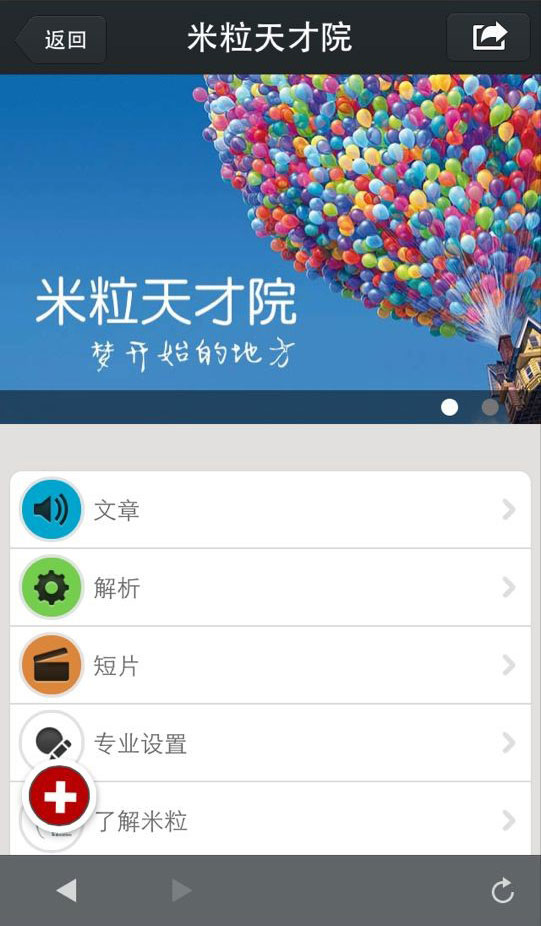 返回
米粒天才院
米粒天才院
梦开始的地方
文章
解析
短片
专业设置
了解米粒